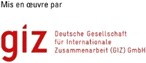 Mis en œuvre par
giz
Deutsche Gesellschaft
für Internationale
Zusammenarbeit (GIZ) GmbH